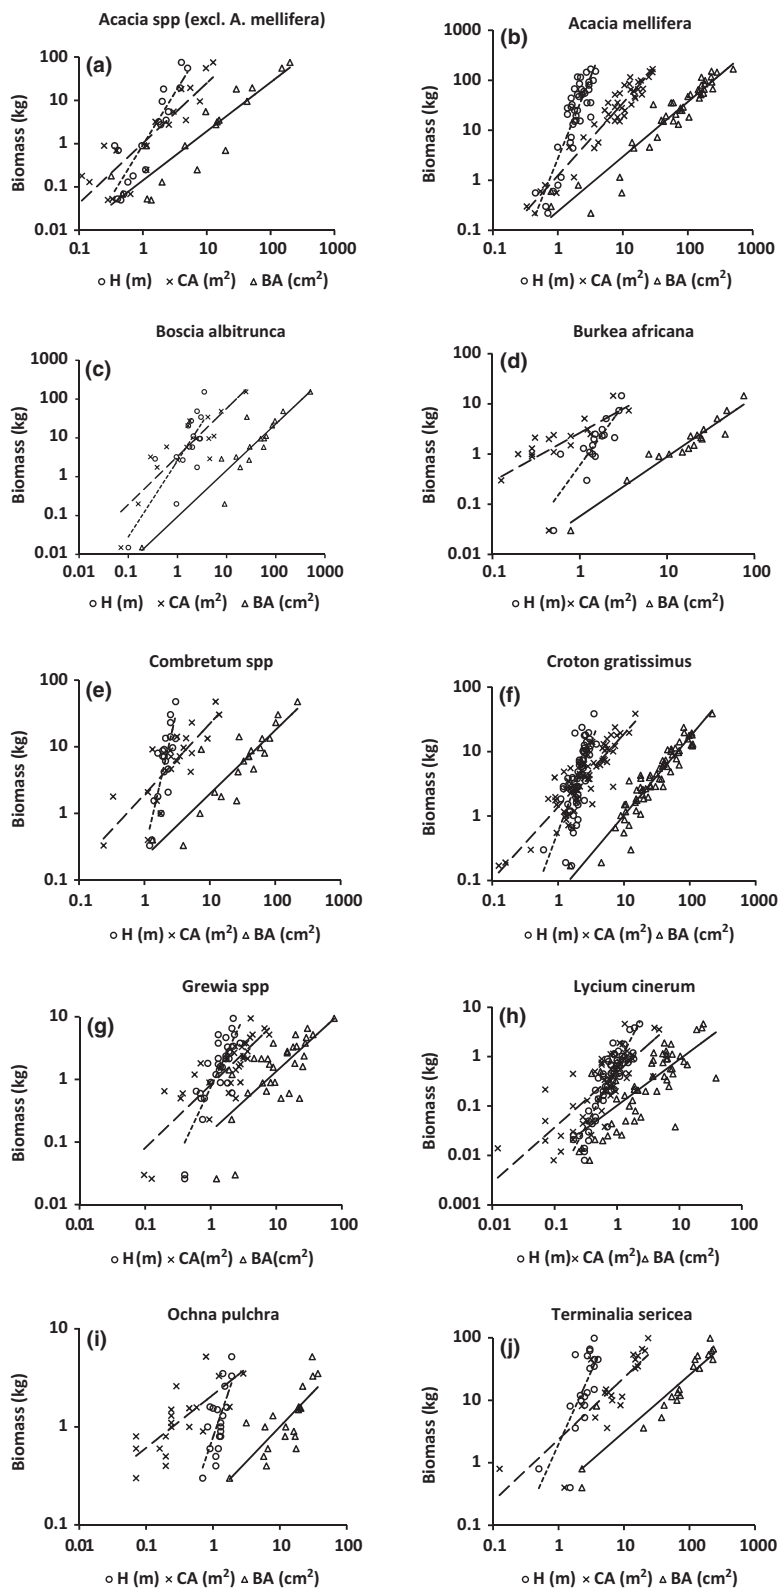 Acacia spp (excl. A. mellifera)
(a)
Biomass (kg)
100
10
1
0.1
0.01
0.1 1 10 100 1000
H (m) CA (m²) BA (cm²)
Acacia mellifera
(b)
Biomass (kg)
1000
100
10
1
0.1
0.1 1 10 100 1000
H (m) CA (m²) BA (cm²)
Boscia albitrunca
(c)
Biomass (kg)
1000
100
10
1
0.1
0.01
0.01 0.1 1 10 100 1000
H (m) CA (m²) BA (cm²)
Burkea africana
(d)
Biomass (kg)
100
10
1
0.1
0.01
0.1 1 10 100
H (m) CA (m²) BA (cm²)
Combretum spp
(e)
Biomass (kg)
100
10
1
0.1
0.1 1 10 100 1000
H (m) CA (m²) BA (cm²)
Croton gratissimus
(f)
Biomass (kg)
100
10
1
0.1
0.1 1 10 100 1000
H (m) CA (m²) BA (cm²)
Grewia spp
(g)
Biomass (kg)
10
1
0.1
0.01
0.01 0.1 1 10 100
H (m) CA(m²) BA(cm²)
Lycium cinerum
(h)
Biomass (kg)
10
1
0.1
0.01
0.001
0.01 0.1 1 10 100
H (m) CA (m²) BA (cm²)
Ochna pulchra
(i)
Biomass (kg)
10
1
0.1
0.01 0.1 1 10 100
H (m) CA (m²) BA (cm²)
Terminalia sericea
(j)
Biomass (kg)
100
10
1
0.1
0.1 1 10 100 1000
H (m) CA (m²) BA (cm²)